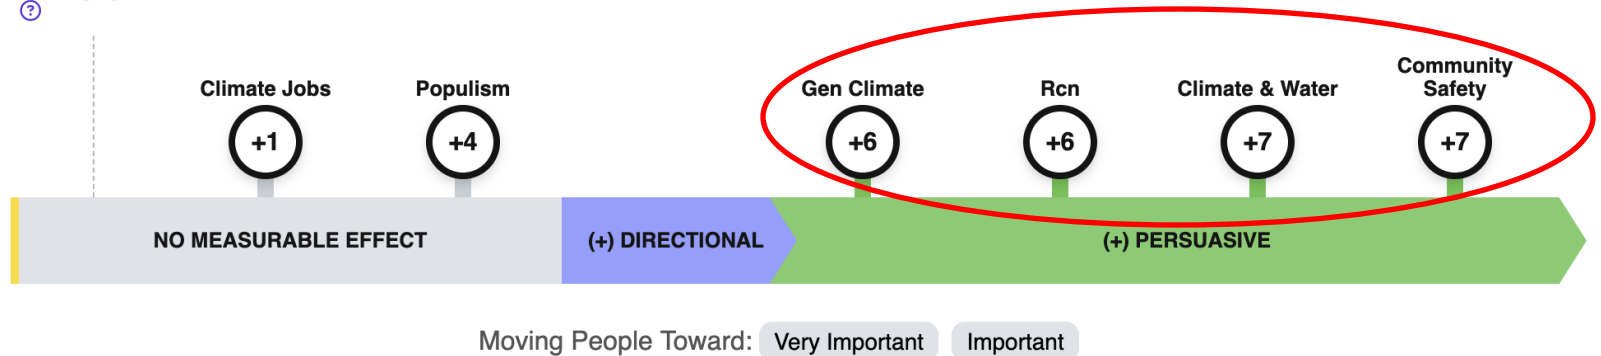 ?
Climate Jobs
+1
Populism
+4
Gen Climate
+6
Rcn
+6
Climate & Water
+7
Community
Safety
+7
NO MEASURABLE EFFECT
(+) DIRECTIONAL
(+) PERSUASIVE
Moving People Toward: Very Important Important